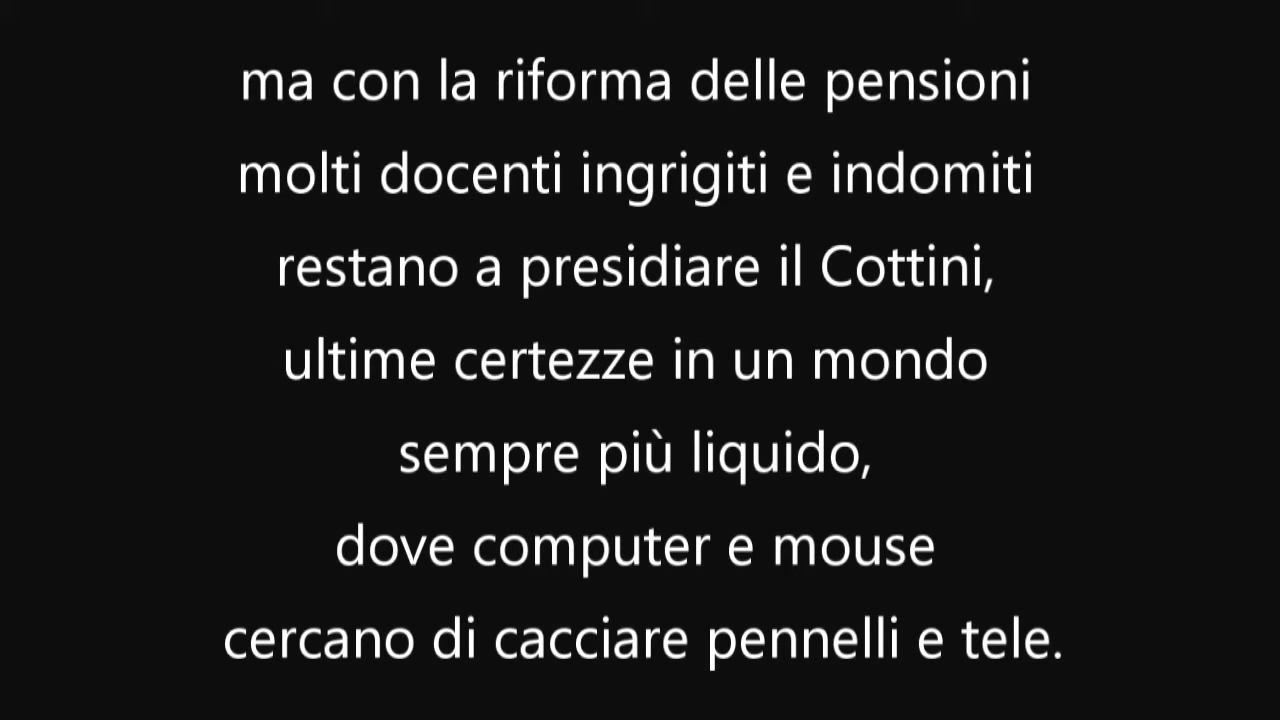 ma con la riforma delle pensioni
molti docenti ingrigiti e indomiti
restano a presidiare il Cottini,
ultime certezze in un mondo
sempre più liquido,
dove computer e mouse
cercano di cacciare pennelli e tele.